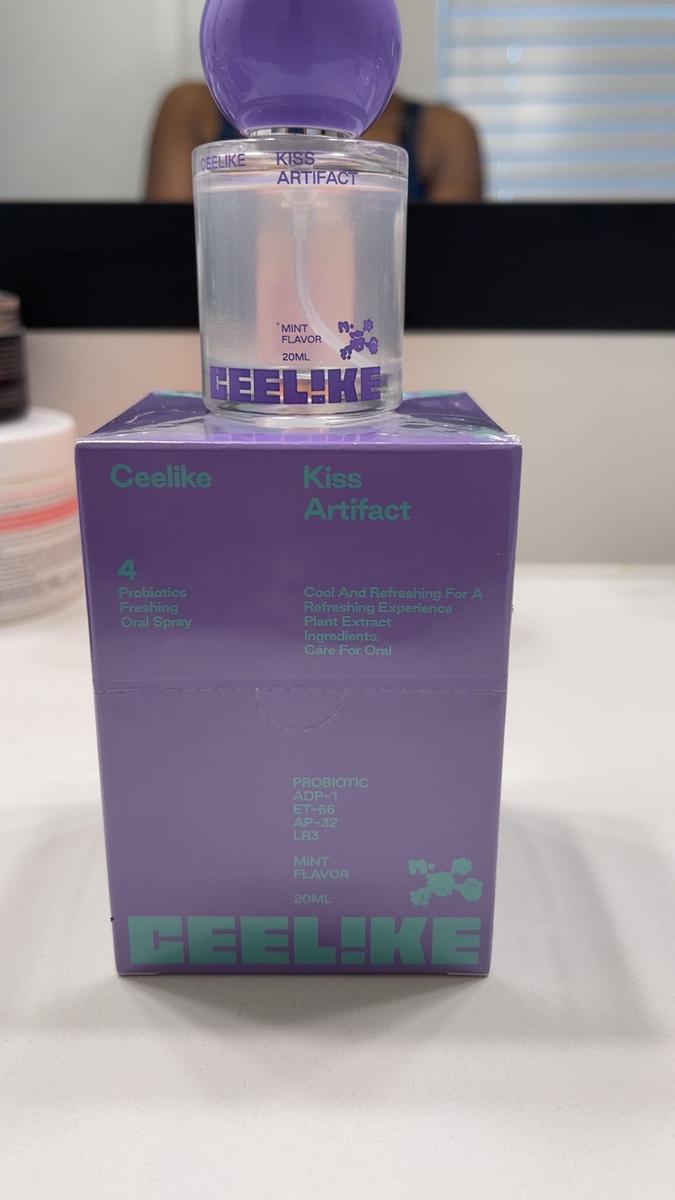 CEELIKE KISS
ARTIFACT
MINT
FLAVOR
20ML
CEEL!KE
Ceelike Kiss
Artifact
4
Probiotics
Freshing
Oral Spray
Cool And Refreshing For A
Refreshing Experience
Plant Extract
Ingredients,
Care For Oral
PROBIOTIC
ADP-1
ET-66
AP-32
LR3
MINT
FLAVOR
20ML
CEEL!KE